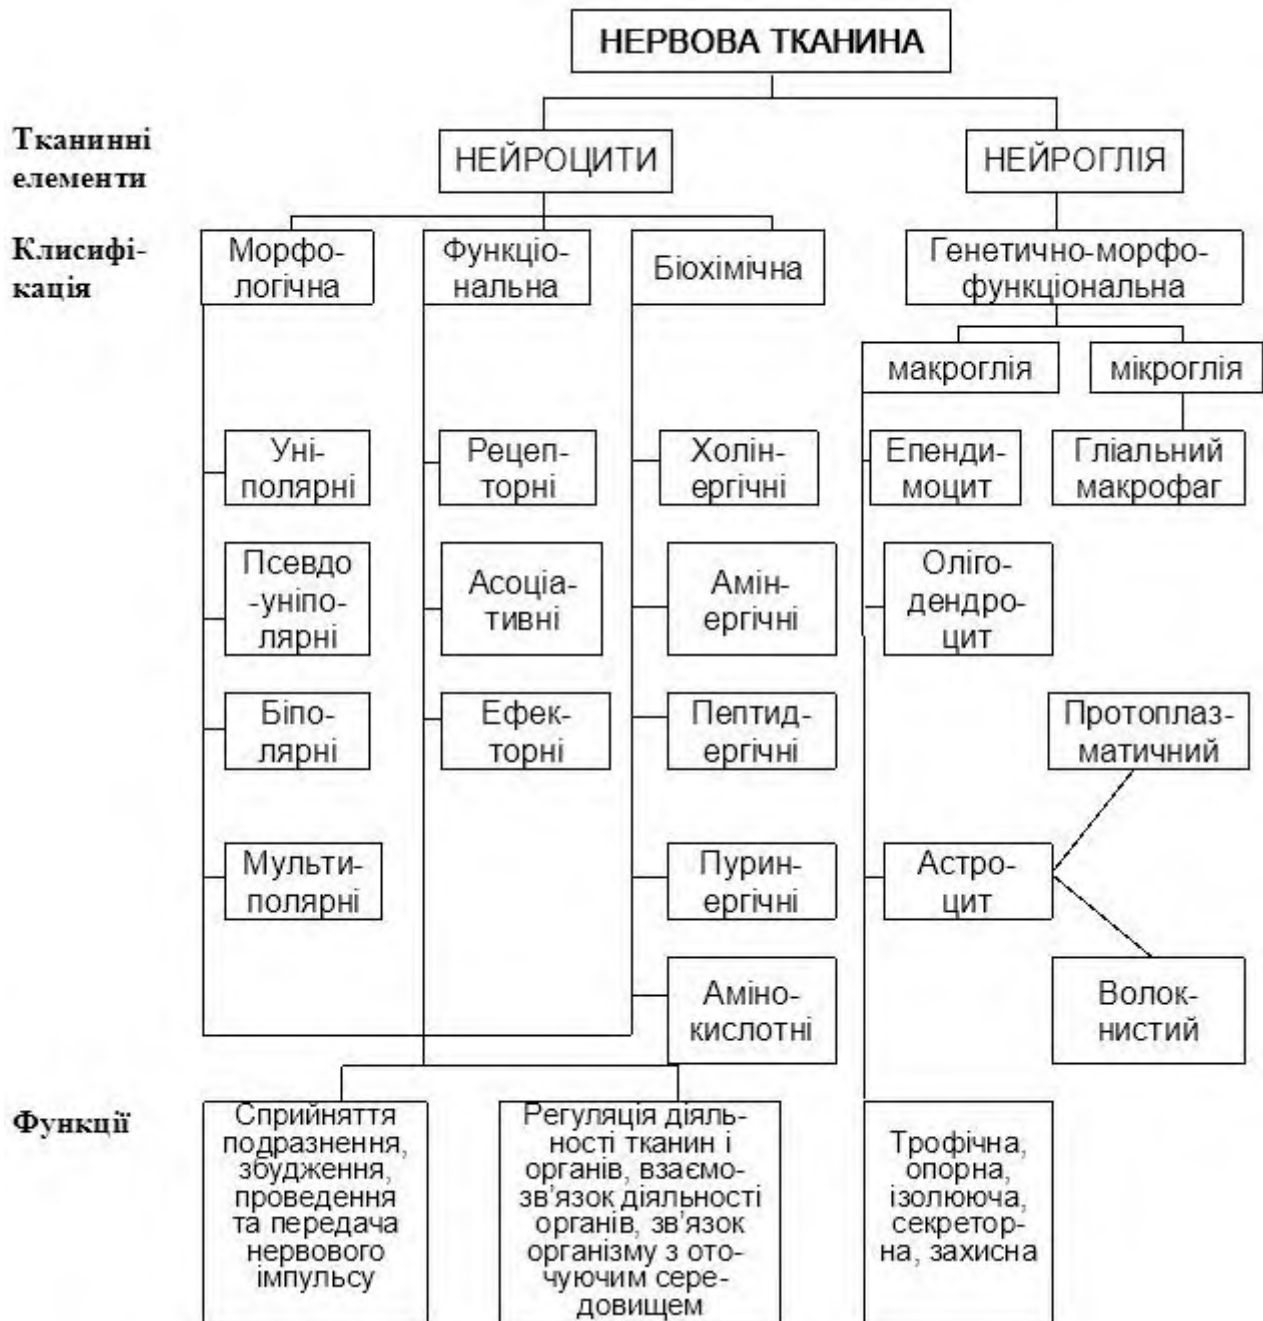 НЕРВОВА ТКАНИНА
Тканинні
елементи
НЕЙРОЦИТИ
НЕЙРОГЛІЯ
Клисифі-
кація
Морфо-
логічна
Функціо-
нальна
Біохімічна
Генетично-морфо-
функціональна
макроглія
мікроглія
Уні-
полярні
Рецеп-
торні
Холін-
ергічні
Епенди-
моцит
Гліальний
макрофаг
Псевдо
-уніпо-
лярні
Асоціа-
тивні
Амін-
ергічні
Оліго-
дендро-
цит
Біпо-
лярні
Ефек-
торні
Пептид-
ергічні
Протоплаз-
матичний
Мульти-
полярні
Пурин-
ергічні
Астро-
цит
Аміно-
кислотні
Волок-
нистий
Функції
Сприйняття
подразнення,
збудження,
проведення
та передача
нервового
імпульсу
Регуляція діяль-
ності тканин і
органів, взаємо-
зв’язок діяльності
органів, зв’язок
організму з ото-
чуючим сере-
довищем
Трофічна,
опорна,
ізолююча,
секретор-
на, захисна